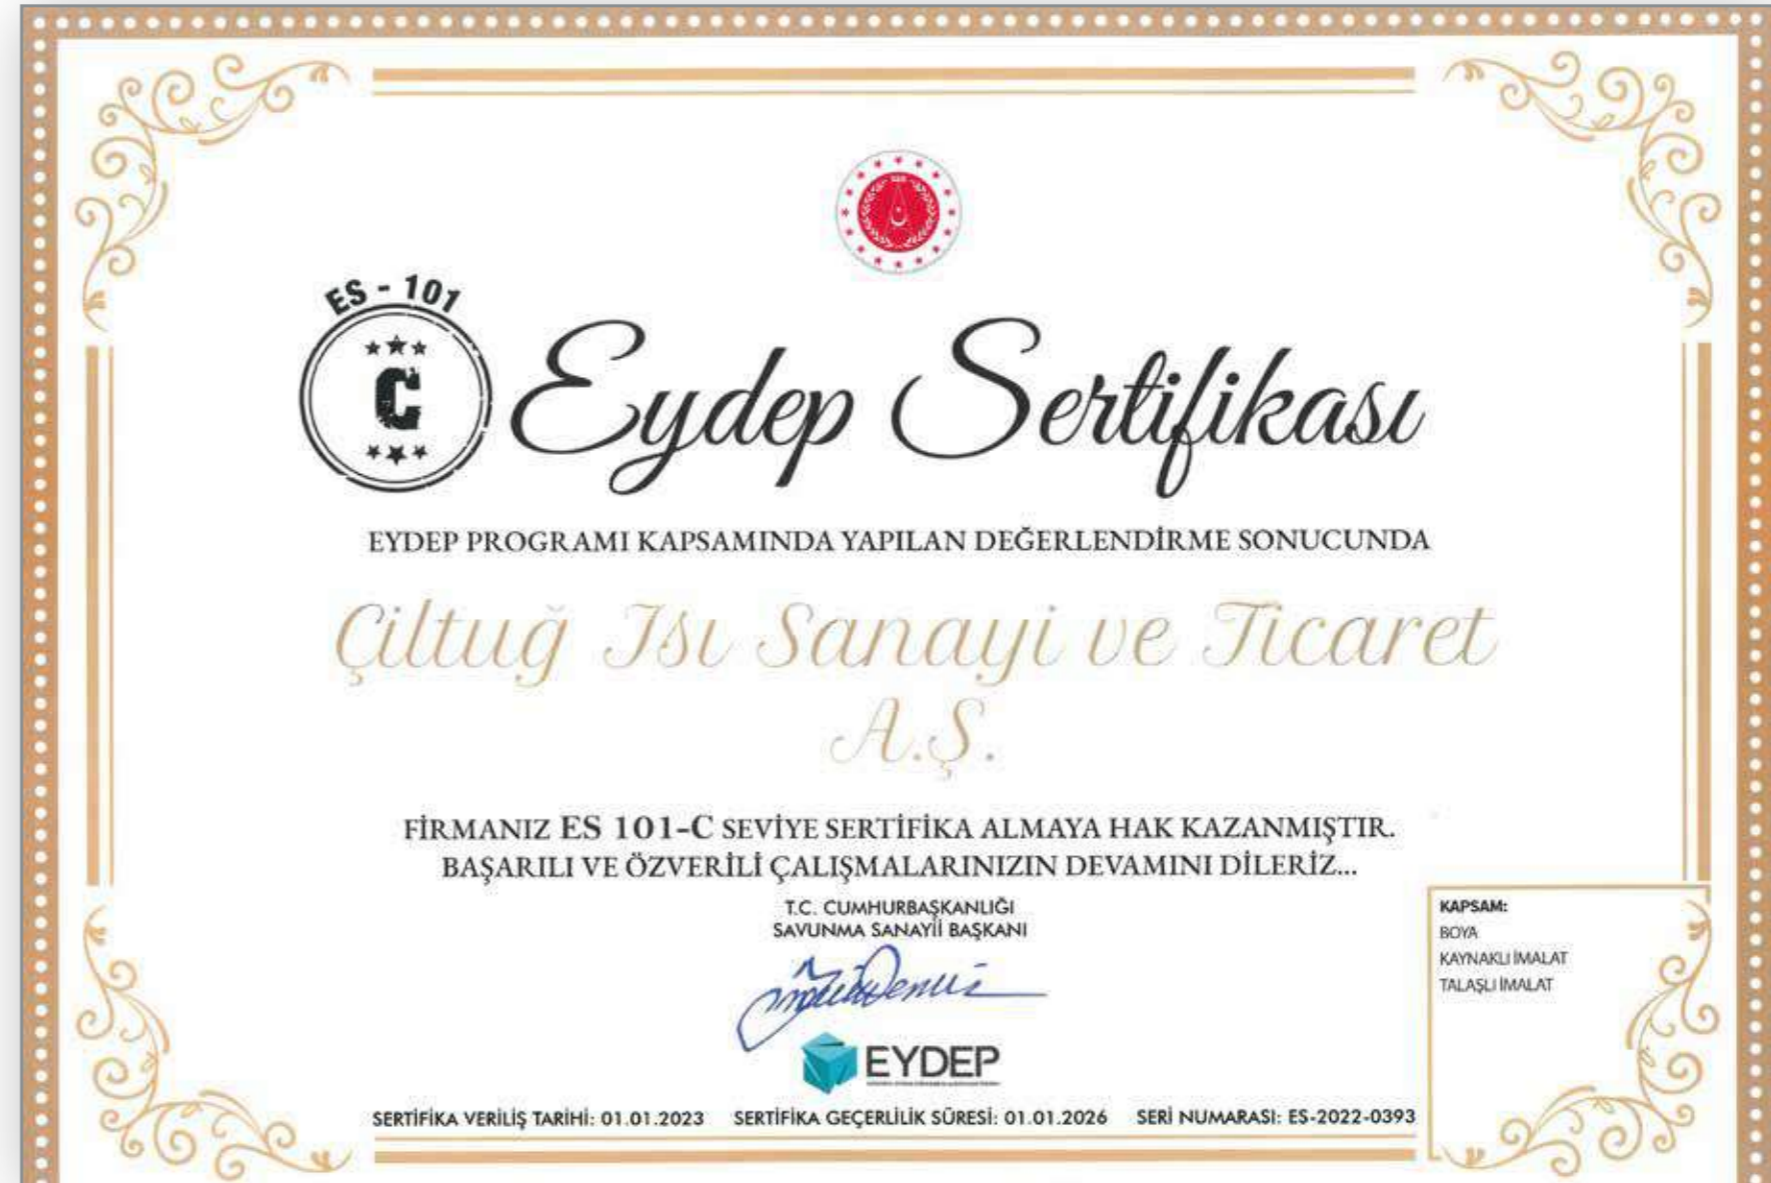 ES - 101
C
Eydep Sertifikası
EYDEP PROGRAMI KAPSAMINDA YAPILAN DEĞERLENDİRME SONUCUNDA
Çiltuğ Isı Sanayi ve Ticaret
A.Ş.
FİRMANIZ ES 101-C SEVİYE SERTİFİKA ALMAYA HAK KAZANMIŞTIR.
BAŞARILI VE ÖZVERİLİ ÇALIŞMALARINIZIN DEVAMINI DİLERİZ...
T.C. CUMHURBAŞKANLIĞI
SAVUNMA SANAYİİ BAŞKANI
EYDEP
SERTİFİKA VERİLİŞ TARİHİ: 01.01.2023 SERTİFİKA GEÇERLİLİK SÜRESİ: 01.01.2026 SERİ NUMARASI: ES-2022-0393
KAPSAM:
BOYA
KAYNAKLI İMALAT
TALAŞLI İMALAT